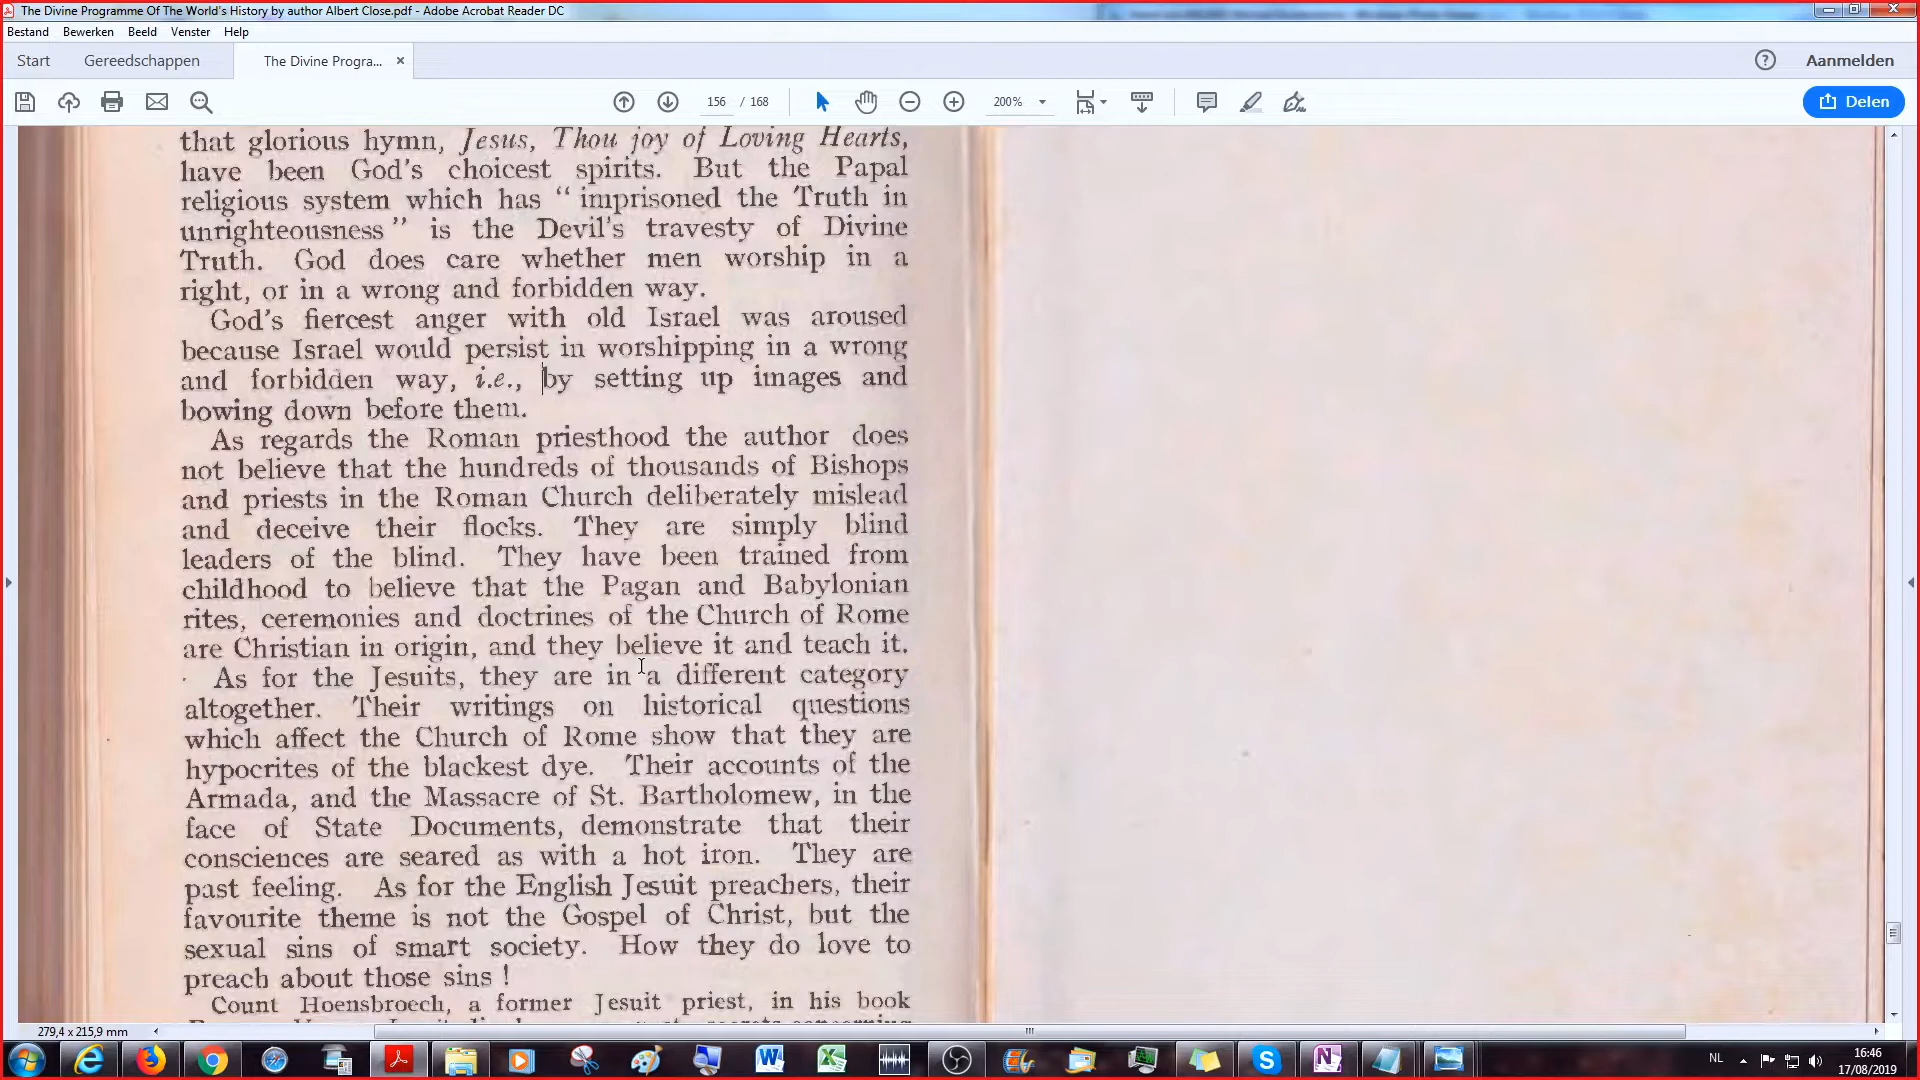 The Divine Programme Of The World's History by author Albert Close.pdf - Adobe Acrobat Reader DC
Bestand Bewerken Beeld Venster Help
Start Gereedschappen The Divine Progra... Aanmelden
156 / 168 200% Delen
that glorious hymn, Jesus, Thou joy of Loving Hearts,
have been God's choicest spirits. But the Papal
religious system which has " imprisoned the Truth in
unrighteousness " is the Devil's travesty of Divine
Truth. God does care whether men worship in a
right, or in a wrong and forbidden way.
God's fiercest anger with old Israel was aroused
because Israel would persist in worshipping in a wrong
and forbidden way, i.e., by setting up images and
bowing down before them.
As regards the Roman priesthood the author does
not believe that the hundreds of thousands of Bishops
and priests in the Roman Church deliberately mislead
and deceive their flocks. They are simply blind
leaders of the blind. They have been trained from
childhood to believe that the Pagan and Babylonian
rites, ceremonies and doctrines of the Church of Rome
are Christian in origin, and they believe it and teach it.
As for the Jesuits, they are in a different category
altogether. Their writings on historical questions
which affect the Church of Rome show that they are
hypocrites of the blackest dye. Their accounts of the
Armada, and the Massacre of St. Bartholomew, in the
face of State Documents, demonstrate that their
consciences are seared as with a hot iron. They are
past feeling. As for the English Jesuit preachers, their
favourite theme is not the Gospel of Christ, but the
sexual sins of smart society. How they do love to
preach about those sins !
Count Hoensbroech, a former Jesuit priest, in his book
279,4 x 215,9 mm
NL 16:46
17/08/2019